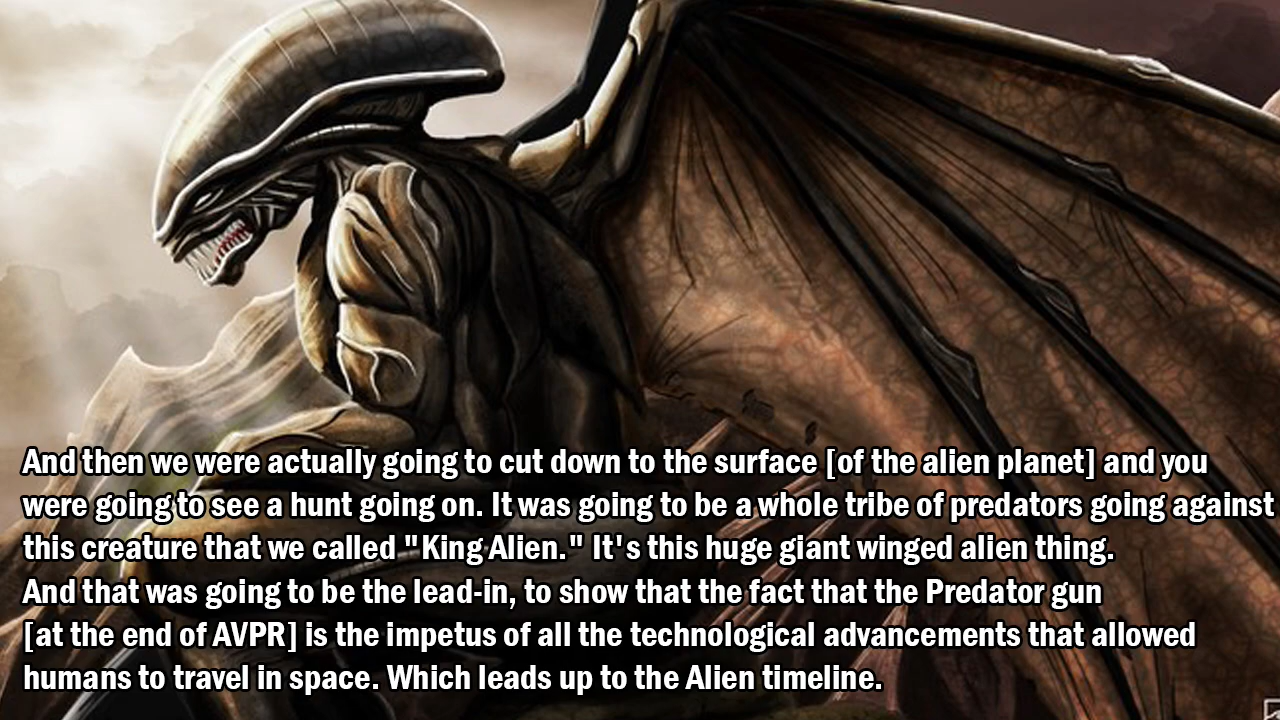 And then we were actually going to cut down to the surface [of the alien planet] and you
were going to see a hunt going on. It was going to be a whole tribe of predators going against
this creature that we called "King Alien." It's this huge giant winged alien thing.
And that was going to be the lead-in, to show that the fact that the Predator gun
[at the end of AVPR] is the impetus of all the technological advancements that allowed
humans to travel in space. Which leads up to the Alien timeline.